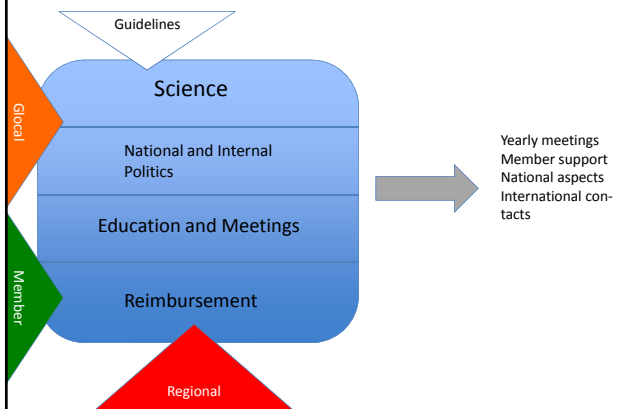 Guidelines
Science
Glocal
National and Internal
Politics
Yearly meetings
Member support
National aspects
International con-
tacts
Education and Meetings
Member
Reimbursement
Regional